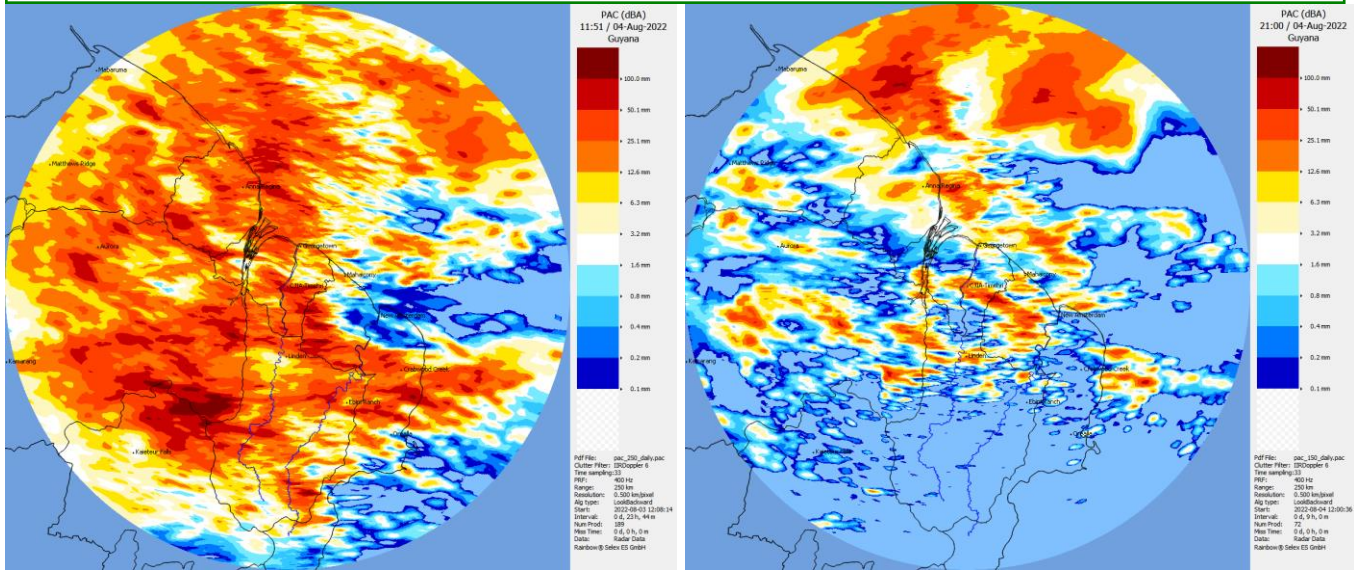 PAC (dBA)
11:51 / 04-Aug-2022
Guyana
100.0 mm
50.1 mm
25.1 mm
12.6 mm
6.3 mm
3.2 mm
1.6 mm
0.8 mm
0.4 mm
0.2 mm
0.1 mm
Pdf File: pac_250_daily.pac
Clutter Filter: IIRDoppler 6
Time sampling:33
PRF: 400 Hz
Range: 250 km
Resolution: 0.500 km/pixel
Alg type: LookBackward
Start: 2022-08-03 12:08:14
Interval: 0 d, 23 h, 44 m
Num Prod: 189
Miss Time: 0 d, 0 h, 0 m
Data: Radar Data
Rainbow® Selex ES GmbH
Mabaruma
Matthews Ridge
Anna Regina
Aurora
Georgetown
Mahaicony
Kamarang
Linden
Crabwood Creek
Ebini Ranch
Kaieteur Falls
PAC (dBA)
21:00 / 04-Aug-2022
Guyana
100.0 mm
50.1 mm
25.1 mm
12.6 mm
6.3 mm
3.2 mm
1.6 mm
0.8 mm
0.4 mm
0.2 mm
0.1 mm
Pdf File: pac_150_daily.pac
Clutter Filter: IIRDoppler 6
Time sampling:33
PRF: 400 Hz
Range: 250 km
Resolution: 0.500 km/pixel
Alg type: LookBackward
Start: 2022-08-04 12:00:36
Interval: 0 d, 9 h, 0 m
Num Prod: 72
Miss Time: 0 d, 0 h, 0 m
Data: Radar Data
Rainbow® Selex ES GmbH
Mabaruma
Matthews Ridge
Anna Regina
Aurora
Georgetown
Mahaicony
New Amsterdam
Kamarang
Linden
Crabwood Creek
Ebini Ranch